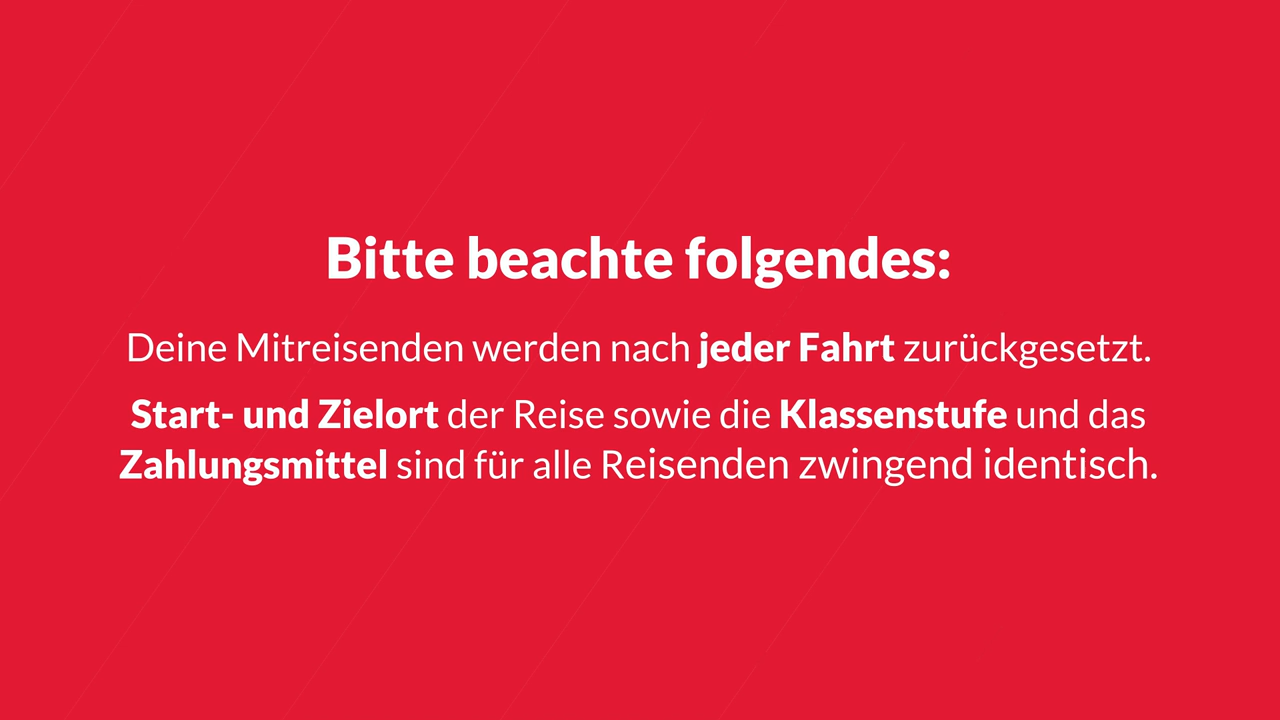 Bitte beachte folgendes:
Deine Mitreisenden werden nach jeder Fahrt zurückgesetzt.
Start- und Zielort der Reise sowie die Klassenstufe und das
Zahlungsmittel sind für alle Reisenden zwingend identisch.